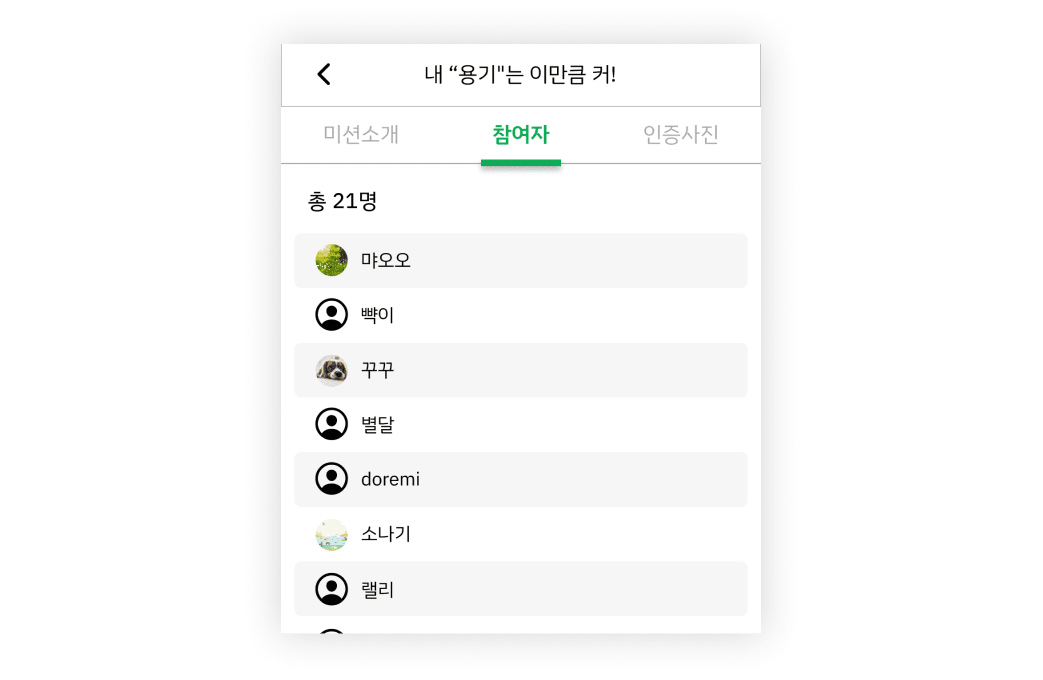 내 “용기"는 이만큼 커!
미션소개 참여자 인증사진
총 21명
먀오오
뺙이
꾸꾸
별달
doremi
소나기
랠리